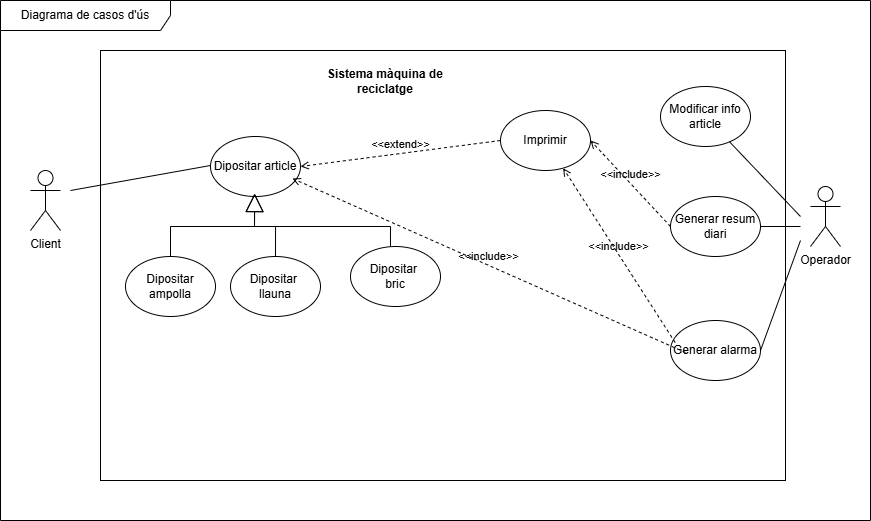 Diagrama de casos d'ús
Sistema màquina de
reciclatge
Modificar info
article
Imprimir
<<extend>>
Dipositar article
<<include>>
Generar resum
diari
Client
<<include>>
<<include>>
Operador
Dipositar
ampolla
Dipositar
llauna
Dipositar
bric
Generar alarma